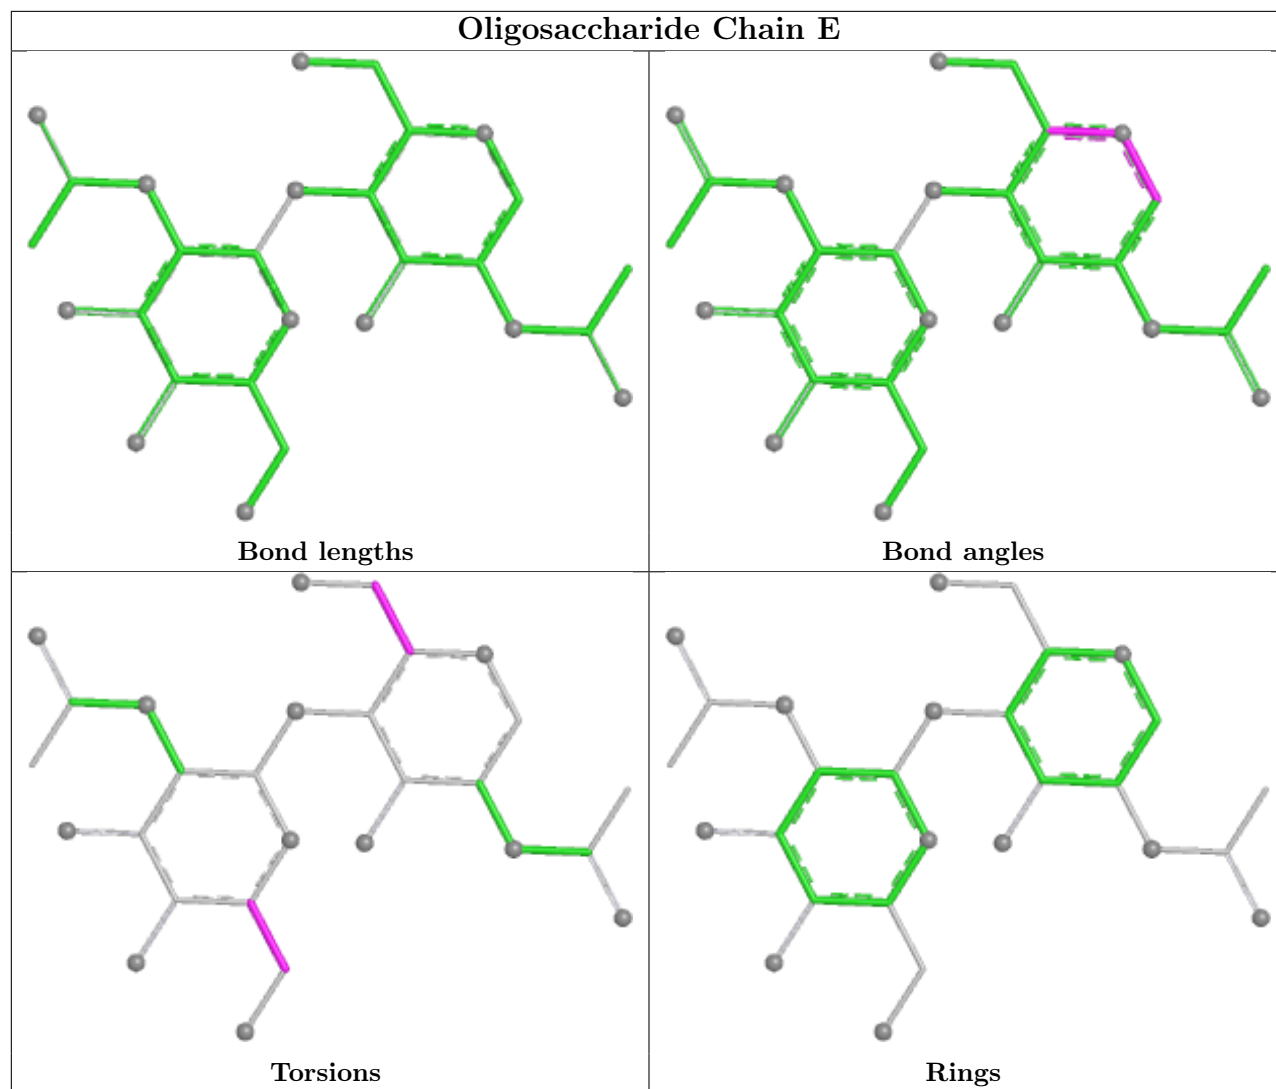 Oligosaccharide Chain E
Bond lengths
Bond angles
Torsions
Rings